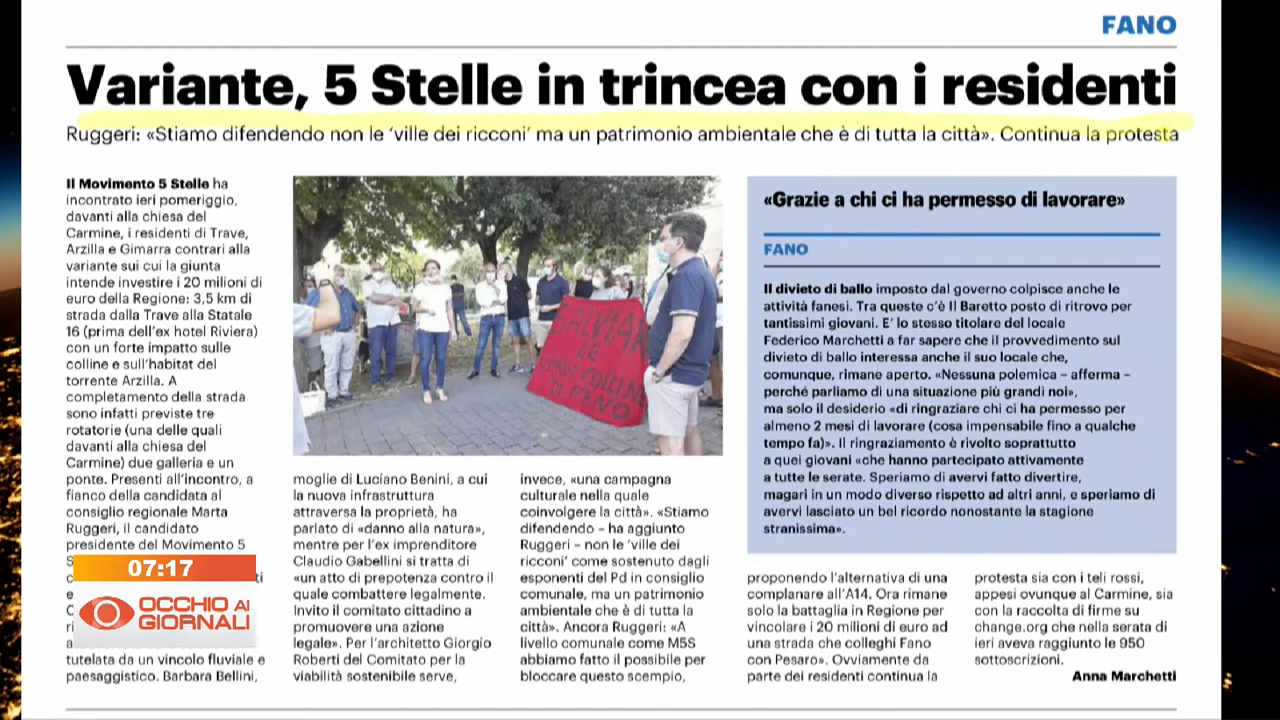 FANO
Variante, 5 Stelle in trincea con i residenti
Ruggeri: «Stiamo difendendo non le ‘ville dei ricconi’ ma un patrimonio ambientale che è di tutta la città». Continua la protesta
Il Movimento 5 Stelle ha
incontrato ieri pomeriggio,
davanti alla chiesa del
Carmine, i residenti di Trave,
Arzilla e Gimarra contrari alla
variante sui cui la giunta
intende investire i 20 milioni di
euro della Regione: 3,5 km di
strada dalla Trave alla Statale
16 (prima dell’ex hotel Riviera)
con un forte impatto sulle
colline e sull’habitat del
torrente Arzilla. A
completamento della strada
sono infatti previste tre
rotatorie (una delle quali
davanti alla chiesa del
Carmine) due galleria e un
ponte. Presenti all’incontro, a
fianco della candidata al
consiglio regionale Marta
Ruggeri, il candidato
presidente del Movimento 5
07:17
OCCHIO AI
GIORNALI
tutelata da un vincolo fluviale e
paesaggistico. Barbara Bellini,
SALVIAMO
LE
COLLINE
DI FANO
moglie di Luciano Benini, a cui
la nuova infrastruttura
attraversa la proprietà, ha
parlato di «danno alla natura»,
mentre per l’ex imprenditore
Claudio Gabellini si tratta di
«un atto di prepotenza contro il
quale combattere legalmente.
Invito il comitato cittadino a
promuovere una azione
legale». Per l’architetto Giorgio
Roberti del Comitato per la
viabilità sostenibile serve,
invece, «una campagna
culturale nella quale
coinvolgere la città». «Stiamo
difendendo – ha aggiunto
Ruggeri – non le ‘ville dei
ricconi’ come sostenuto dagli
esponenti del Pd in consiglio
comunale, ma un patrimonio
ambientale che è di tutta la
città». Ancora Ruggeri: «A
livello comunale come M5S
abbiamo fatto il possibile per
bloccare questo scempio,
«Grazie a chi ci ha permesso di lavorare»
FANO
Il divieto di ballo imposto dal governo colpisce anche le
attività fanesi. Tra queste c’è Il Baretto posto di ritrovo per
tantissimi giovani. E’ lo stesso titolare del locale
Federico Marchetti a far sapere che il provvedimento sul
divieto di ballo interessa anche il suo locale che,
comunque, rimane aperto. «Nessuna polemica – afferma –
perché parliamo di una situazione più grandi noi»,
ma solo il desiderio «di ringraziare chi ci ha permesso per
almeno 2 mesi di lavorare (cosa impensabile fino a qualche
tempo fa)». Il ringraziamento è rivolto soprattutto
a quei giovani «che hanno partecipato attivamente
a tutte le serate. Speriamo di avervi fatto divertire,
magari in un modo diverso rispetto ad altri anni, e speriamo di
avervi lasciato un bel ricordo nonostante la stagione
stranissima».
proponendo l’alternativa di una
complanare all’A14. Ora rimane
solo la battaglia in Regione per
vincolare i 20 milioni di euro ad
una strada che colleghi Fano
con Pesaro». Ovviamente da
parte dei residenti continua la
protesta sia con i teli rossi,
appesi ovunque al Carmine, sia
con la raccolta di firme su
change.org che nella serata di
ieri aveva raggiunto le 950
sottoscrizioni.
Anna Marchetti